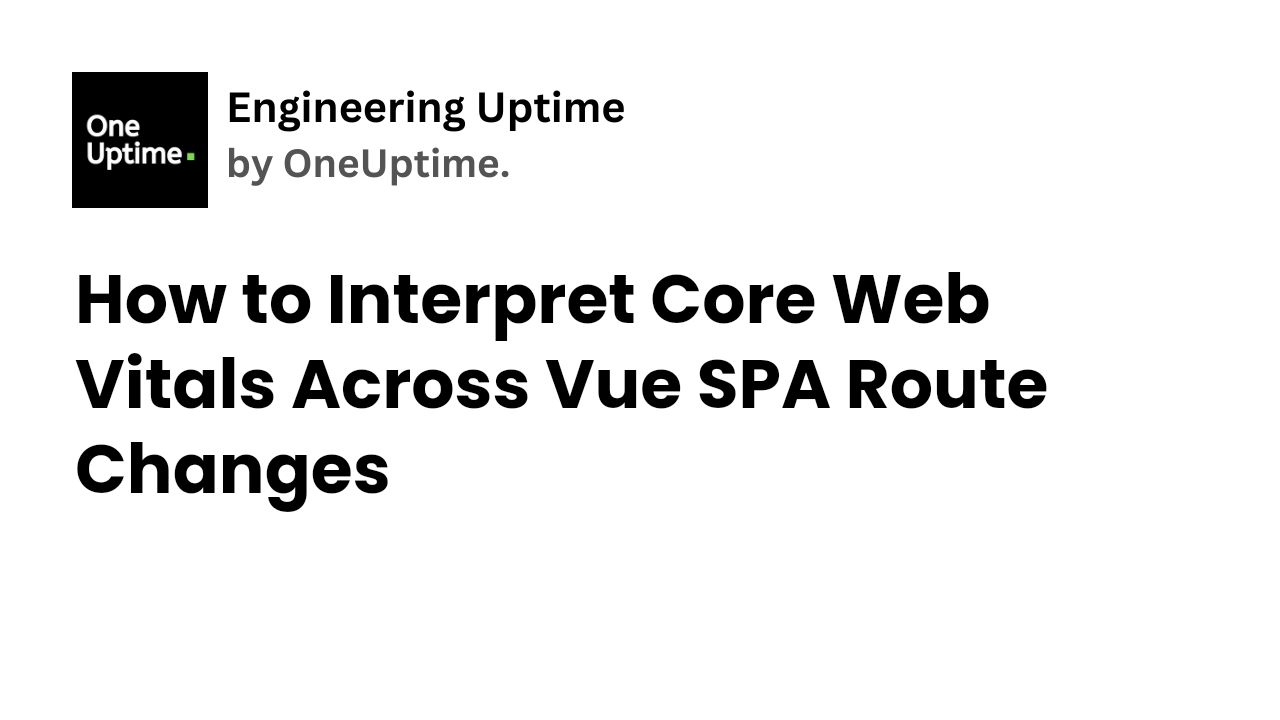 One
Uptime
Engineering Uptime
by OneUptime.
How to Interpret Core Web
Vitals Across Vue SPA Route
Changes